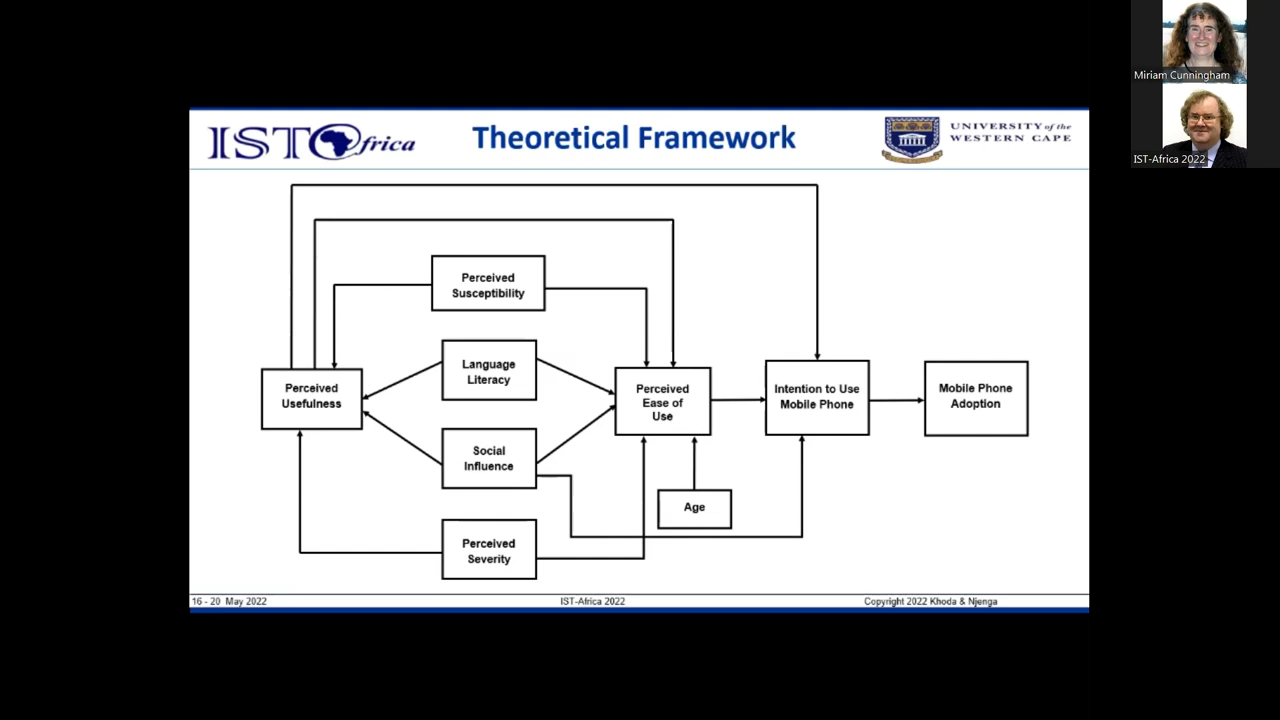 Miriam Cunningham
IST-Africa 2022
IST Africa
Theoretical Framework
UNIVERSITY of the
WESTERN CAPE
Perceived
Susceptibility
Language
Literacy
Perceived
Usefulness
Perceived
Ease of
Use
Intention to Use
Mobile Phone
Mobile Phone
Adoption
Social
Influence
Age
Perceived
Severity
16 - 20 May 2022
IST-Africa 2022
Copyright 2022 Khoda & Njenga